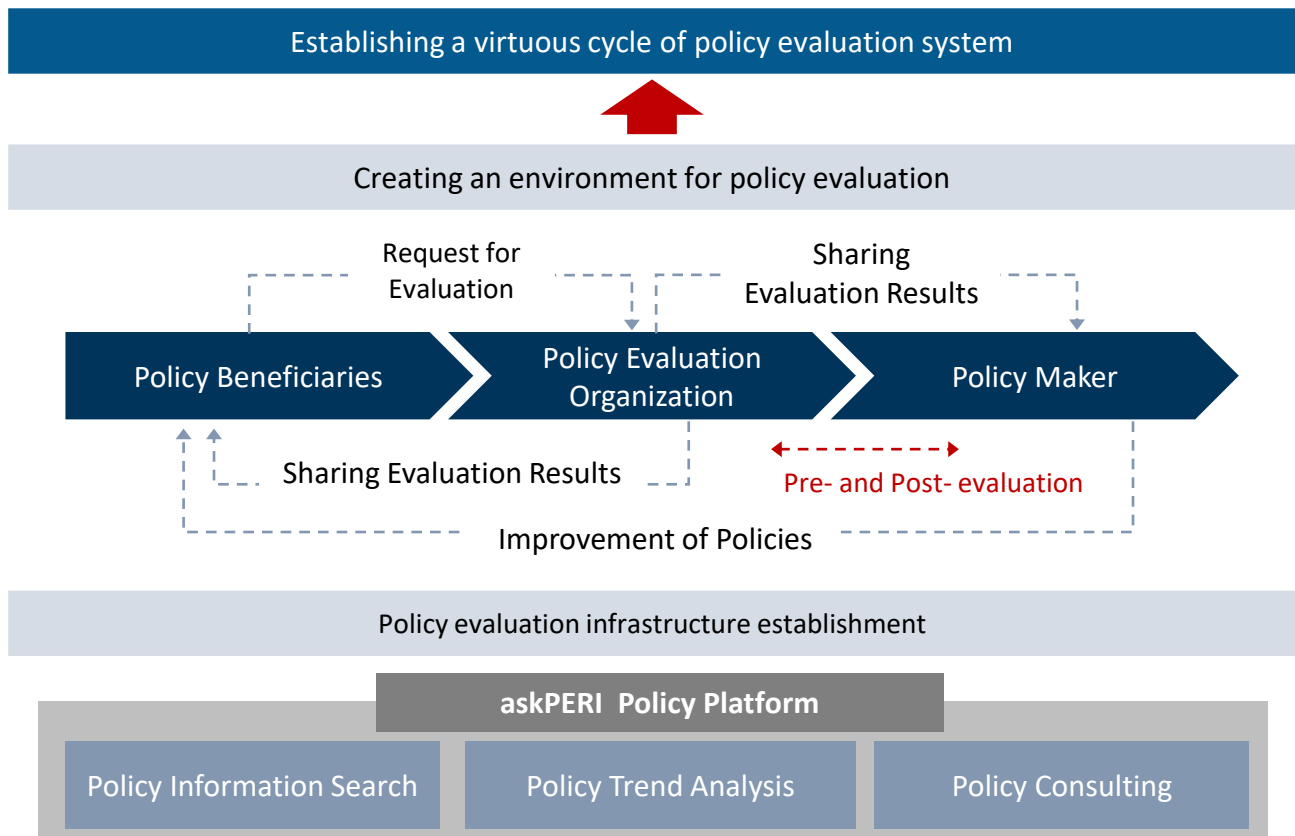 Establishing a virtuous cycle of policy evaluation system
Creating an environment for policy evaluation
Request for
Evaluation
Sharing
Evaluation Results
Policy Beneficiaries
Policy Evaluation
Organization
Policy Maker
Sharing Evaluation Results
Pre- and Post- evaluation
Improvement of Policies
Policy evaluation infrastructure establishment
askPERI Policy Platform
Policy Information Search
Policy Trend Analysis
Policy Consulting